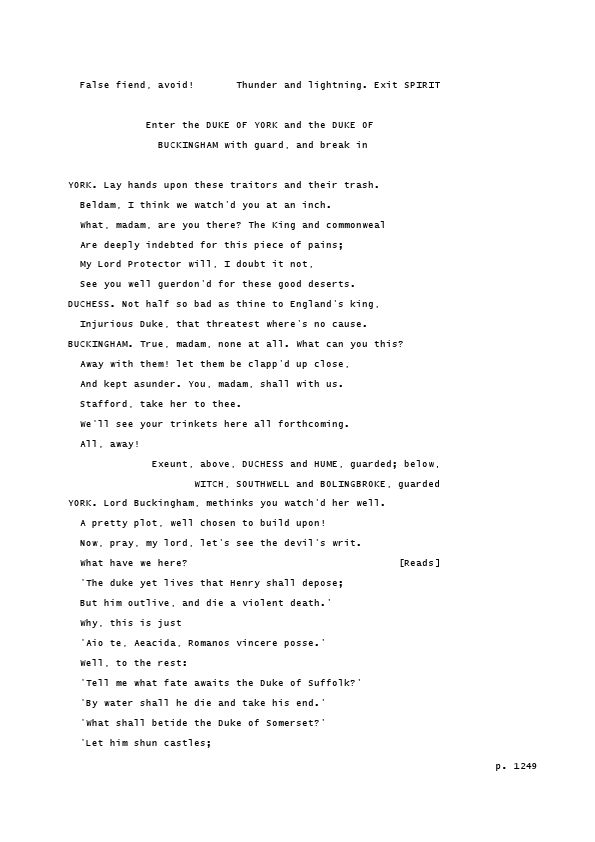 False fiend, avoid!       Thunder and lightning. Exit SPIRIT
Enter the DUKE OF YORK and the DUKE OF
BUCKINGHAM with guard, and break in
YORK. Lay hands upon these traitors and their trash.
Beldam, I think we watch'd you at an inch.
What, madam, are you there? The King and commonweal
Are deeply indebted for this piece of pains;
My Lord Protector will, I doubt it not,
See you well guerdon'd for these good deserts.
DUCHESS. Not half so bad as thine to England's king,
Injurious Duke, that threatest where's no cause.
BUCKINGHAM. True, madam, none at all. What can you this?
Away with them! let them be clapp'd up close,
And kept asunder. You, madam, shall with us.
Stafford, take her to thee.
We'll see your trinkets here all forthcoming.
All, away!
Exeunt, above, DUCHESS and HUME, guarded; below,
WITCH, SOUTHWELL and BOLINGBROKE, guarded
YORK. Lord Buckingham, methinks you watch'd her well.
A pretty plot, well chosen to build upon!
Now, pray, my lord, let's see the devil's writ.
What have we here?                                   [Reads]
'The duke yet lives that Henry shall depose;
But him outlive, and die a violent death.'
Why, this is just
'Aio te, Aeacida, Romanos vincere posse.'
Well, to the rest:
'Tell me what fate awaits the Duke of Suffolk?'
'By water shall he die and take his end.'
'What shall betide the Duke of Somerset?'
'Let him shun castles;
p. 1249